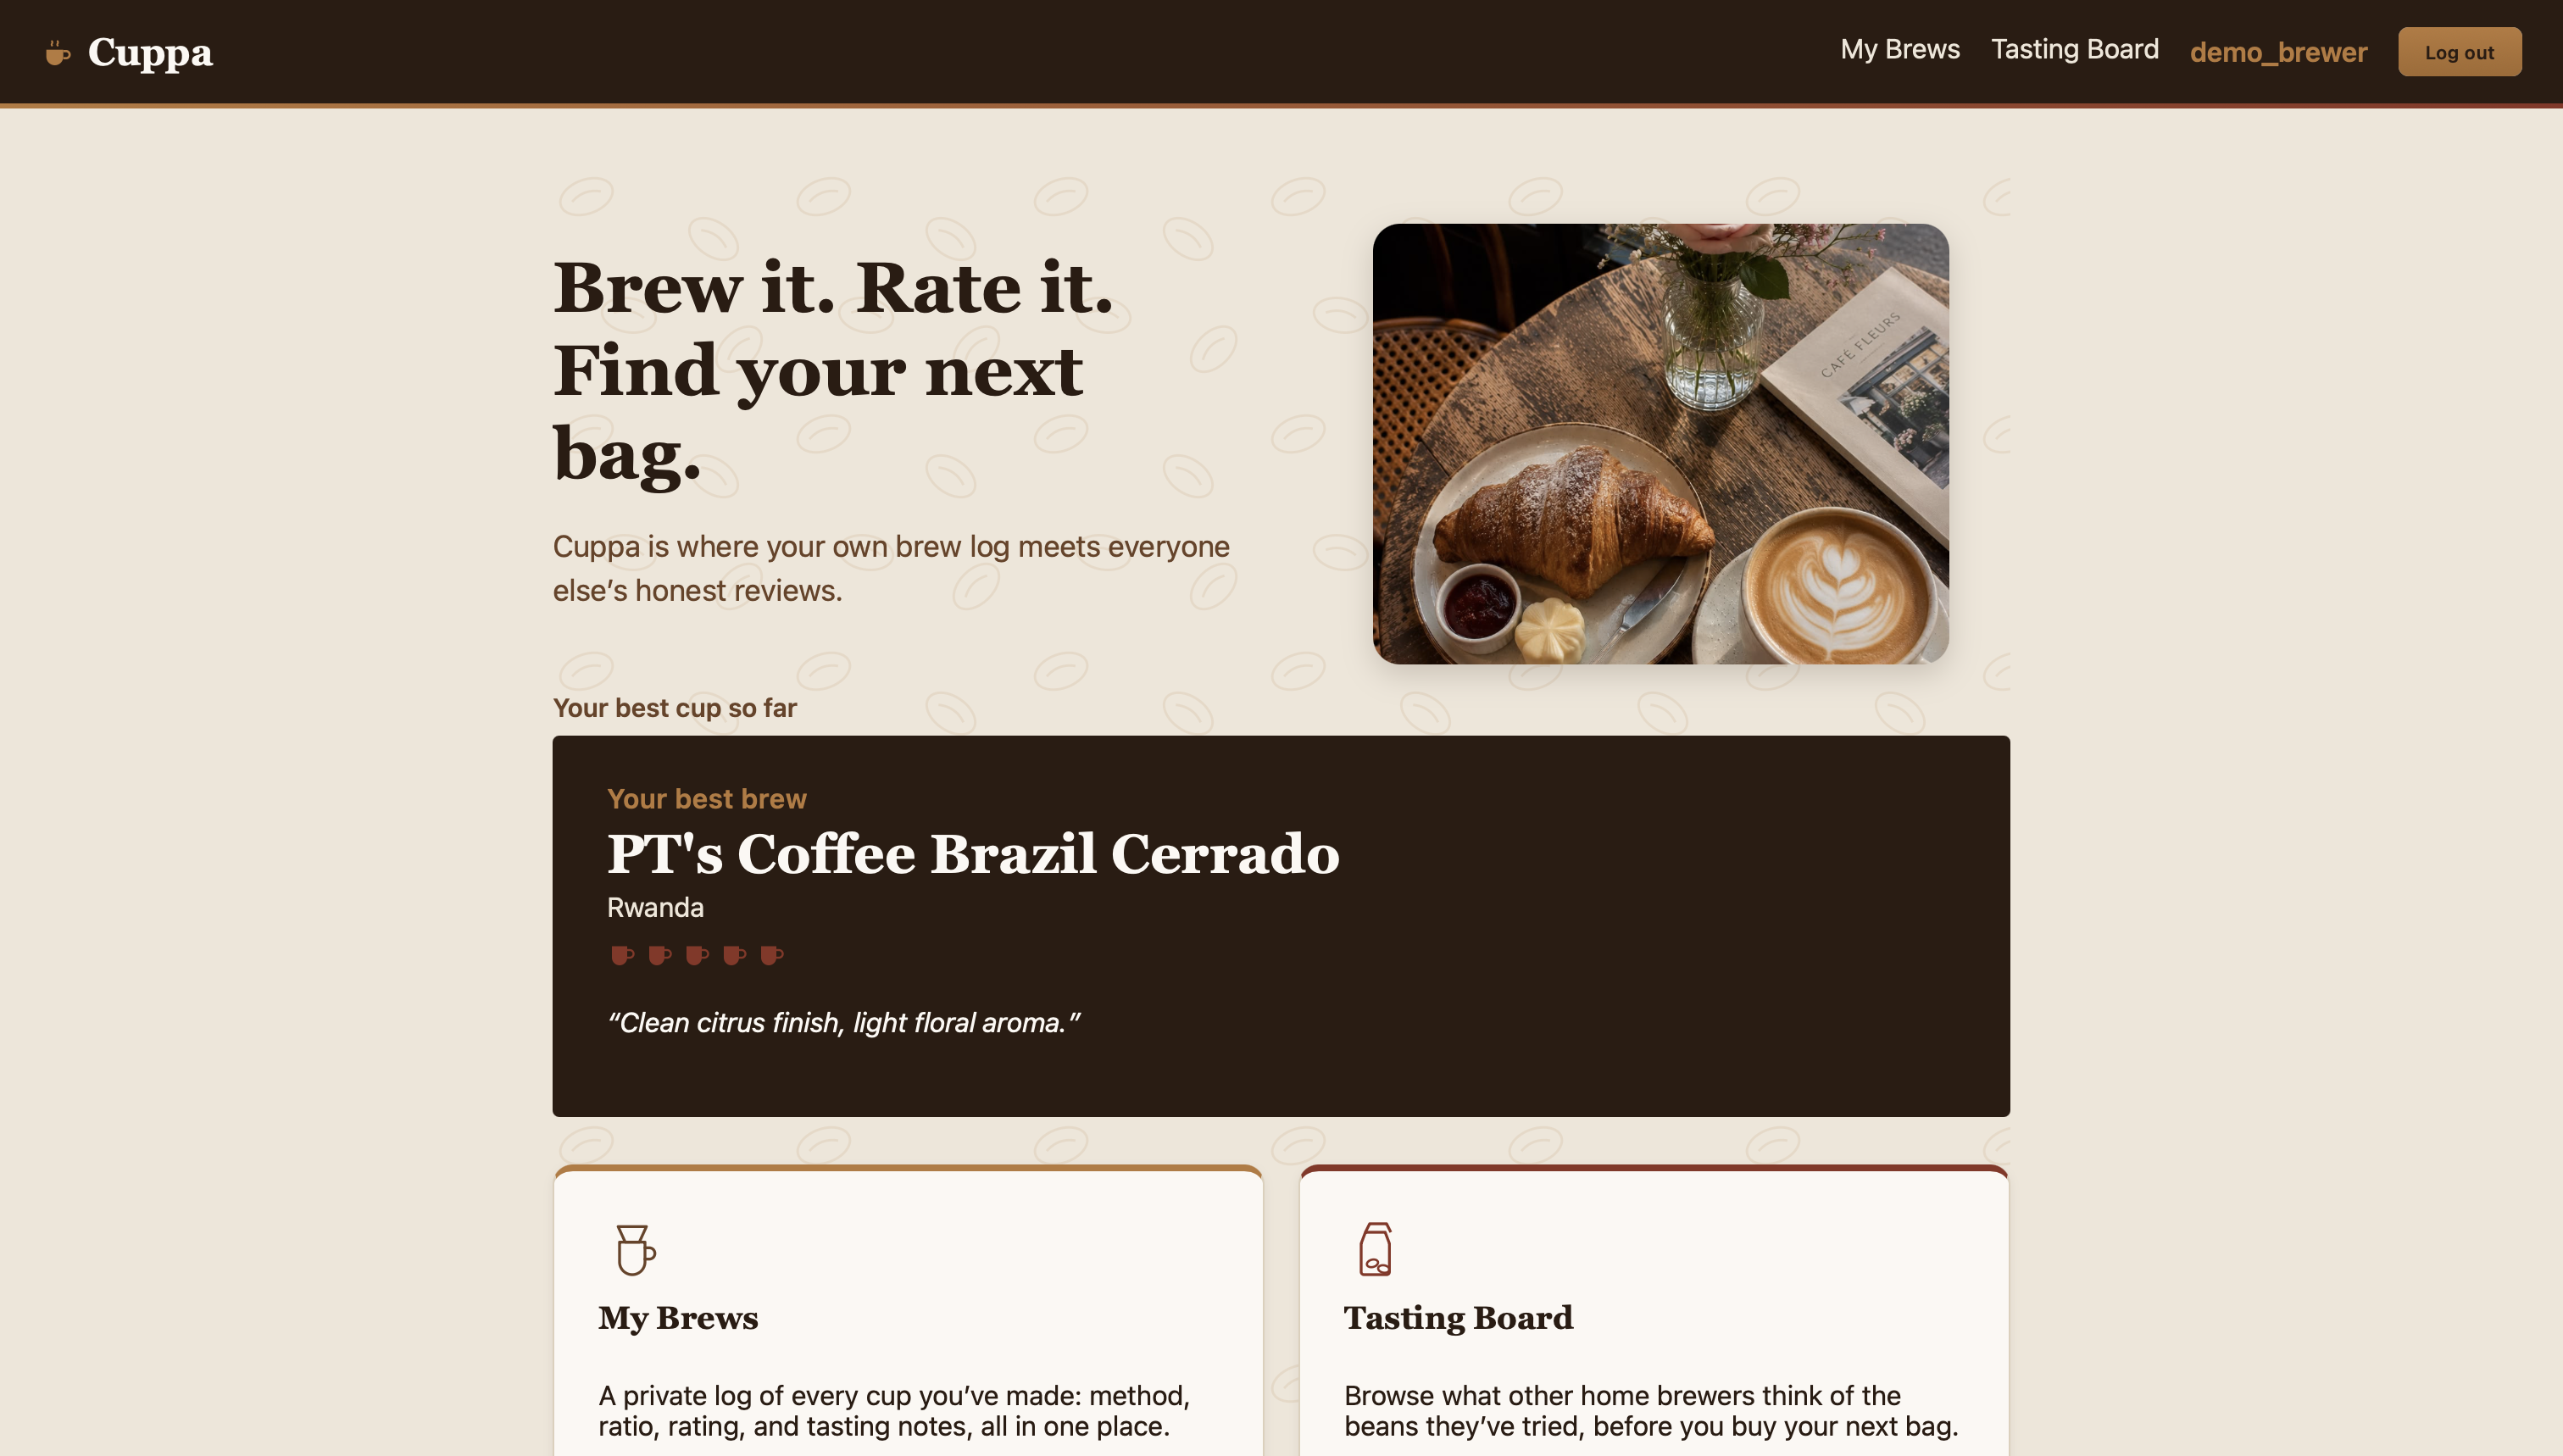 Cuppa
My Brews
Tasting Board
demo_brewer
Log out
Brew it. Rate it.
Find your next
bag.
CAFÉ FLEURS
Cuppa is where your own brew log meets everyone
else’s honest reviews.
Your best cup so far
Your best brew
PT's Coffee Brazil Cerrado
Rwanda
“Clean citrus finish, light floral aroma.”
My Brews
A private log of every cup you’ve made: method,
ratio, rating, and tasting notes, all in one place.
Tasting Board
Browse what other home brewers think of the
beans they’ve tried, before you buy your next bag.